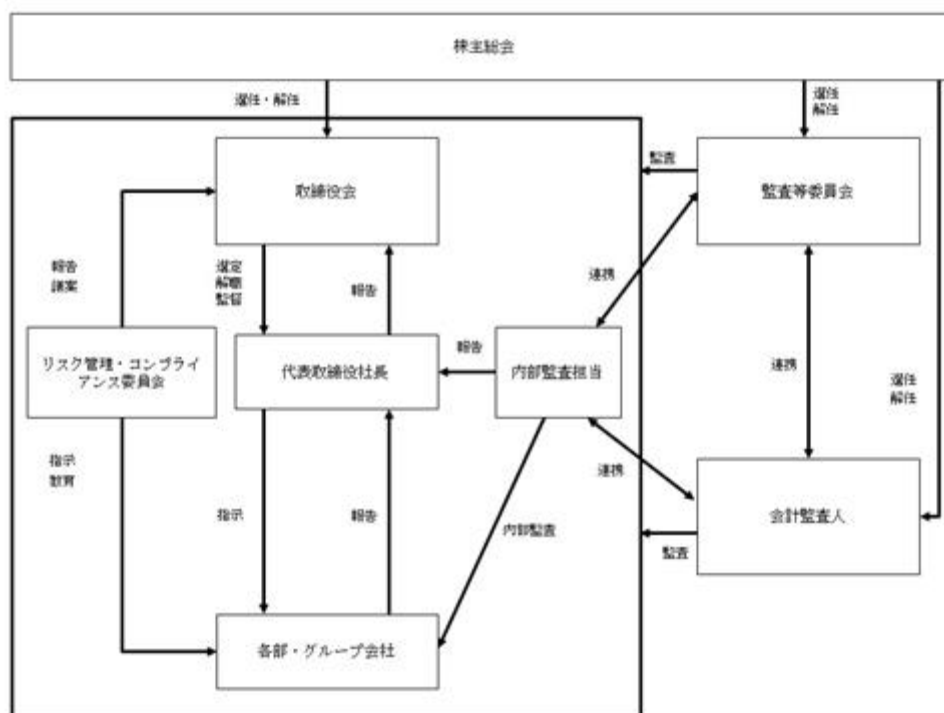 株主総会
選任・解任
選任
解任
監査
取締役会
監査等委員会
報告
議案
選定
解職
監督
報告
連携
リスク管理・コンプライ
アンス委員会
代表取締役社長
報告
内部監査担当
連携
選任
解任
指示
教育
指示
報告
連携
内部監査
会計監査人
監査
各部・グループ会社